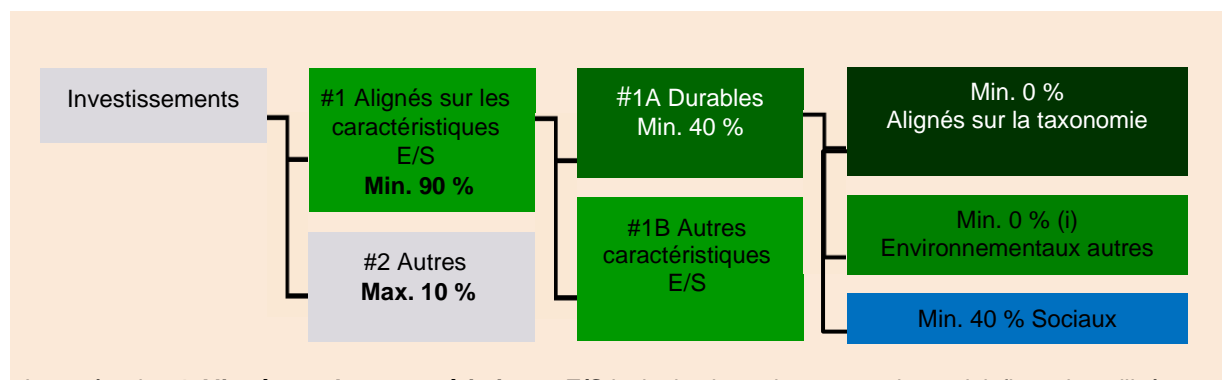 Investissements
#1 Alignés sur les
caractéristiques
E/S
Min. 90 %
#2 Autres
Max. 10 %
#1A Durables
Min. 40 %
#1B Autres
caractéristiques
E/S
Min. 0 %
Alignés sur la taxonomie
Min. 0 % (i)
Environnementaux autres
Min. 40 % Sociaux